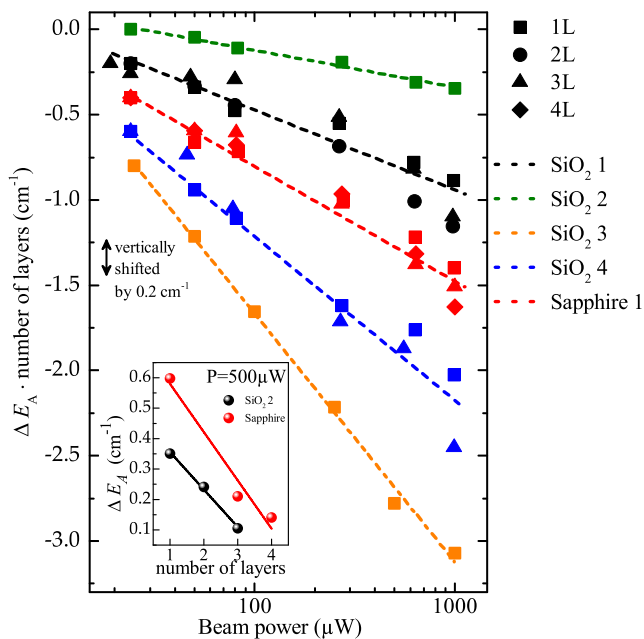 0.0
-0.5
-1.0
-1.5
-2.0
-2.5
-3.0
Δ E_A · number of layers (cm⁻¹)
100
1000
Beam power (µW)
vertically
shifted
by 0.2 cm⁻¹
1L
2L
3L
4L
SiO₂ 1
SiO₂ 2
SiO₂ 3
SiO₂ 4
Sapphire 1
P=500µW
SiO₂ 2
Sapphire
0.6
0.5
0.4
0.3
0.2
0.1
Δ E_A (cm⁻¹)
1 2 3 4
number of layers